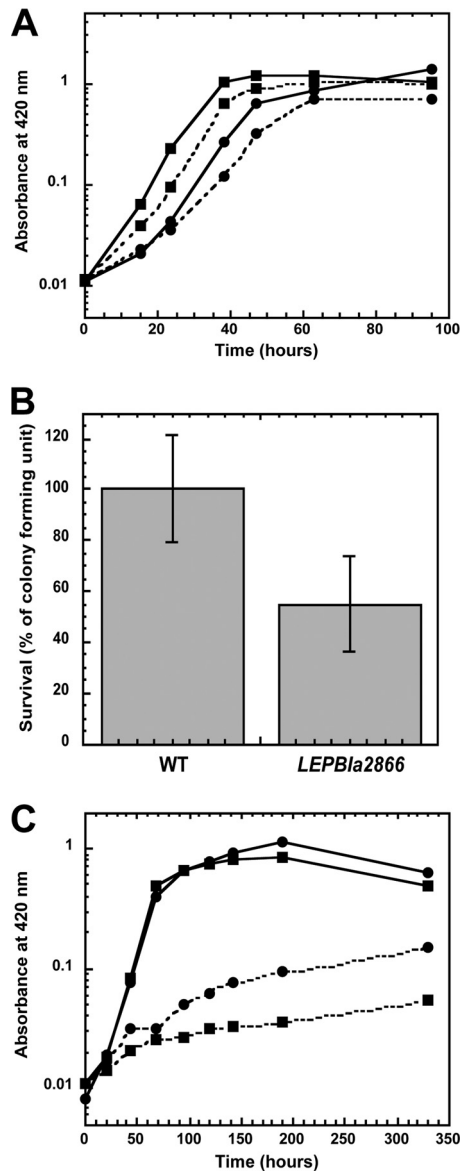 A
Absorbance at 420 nm
1
0.1
0.01
0 20 40 60 80 100
Time (hours)
B
Survival (% of colony forming unit)
120
100
80
60
40
20
0
WT LEPBIa2866
C
Absorbance at 420 nm
1
0.1
0.01
0 50 100 150 200 250 300 350
Time (hours)